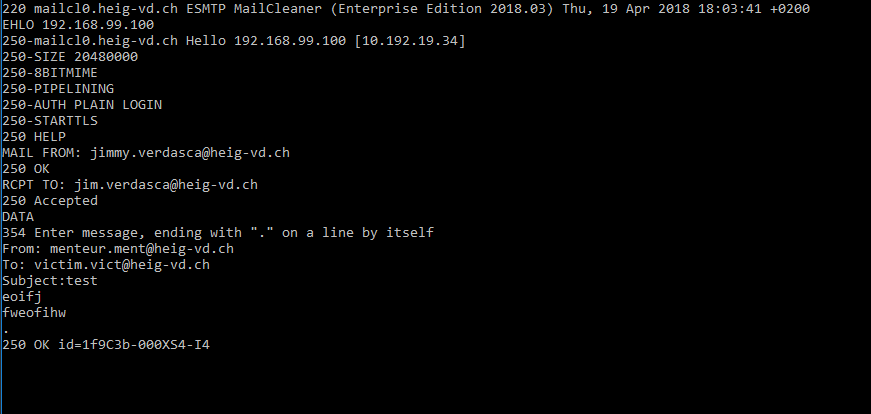 220 mailcl0.heig-vd.ch ESMTP MailCleaner (Enterprise Edition 2018.03) Thu, 19 Apr 2018 18:03:41 +0200
EHLO 192.168.99.100
250-mailcl0.heig-vd.ch Hello 192.168.99.100 [10.192.19.34]
250-SIZE 20480000
250-8BITMIME
250-PIPELINING
250-AUTH PLAIN LOGIN
250-STARTTLS
250 HELP
MAIL FROM: jimmy.verdasca@heig-vd.ch
250 OK
RCPT TO: jim.verdasca@heig-vd.ch
250 Accepted
DATA
354 Enter message, ending with "." on a line by itself
From: menteur.ment@heig-vd.ch
To: victim.vict@heig-vd.ch
Subject:test
eoifj
fweofihw
.
250 OK id=1f9C3b-000XS4-I4